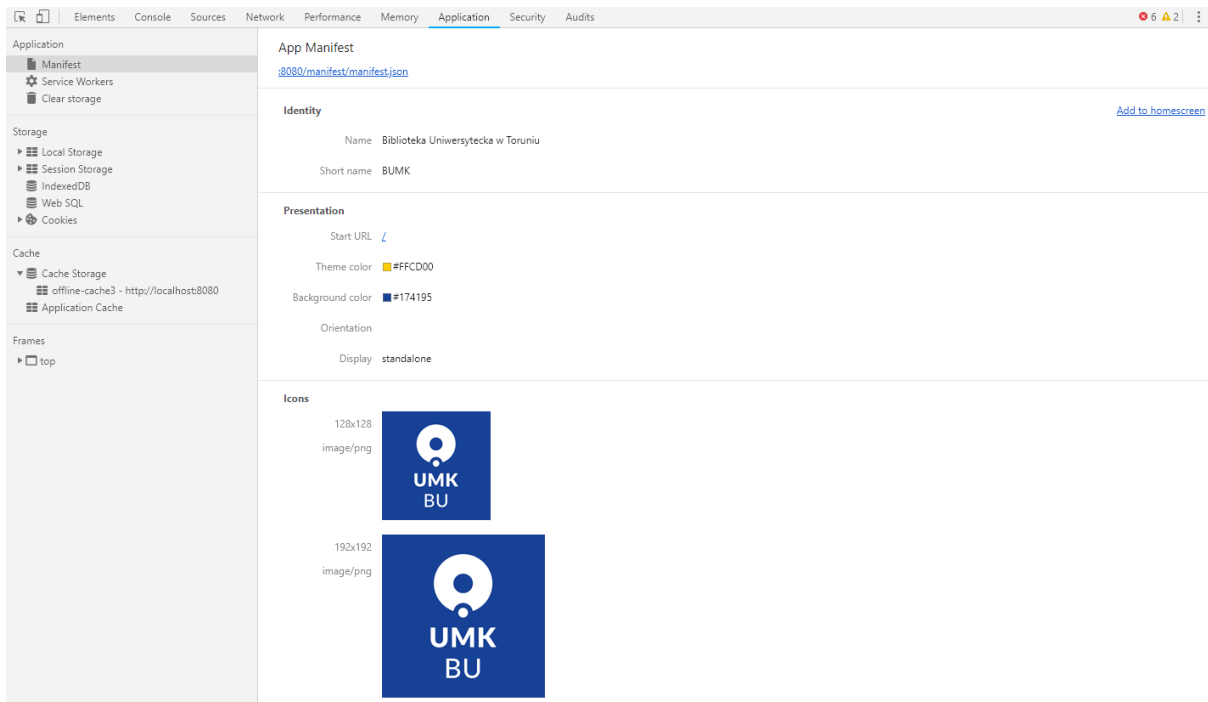 Elements Console Sources Network Performance Memory Application Security Audits 6 2
Application
Manifest
Service Workers
Clear storage
Storage
Local Storage
Session Storage
IndexedDB
Web SQL
Cookies
Cache
Cache Storage
offline-cache3 - http://localhost:8080
Application Cache
Frames
top
App Manifest
:8080/manifest/manifest.json
Identity Add to homescreen
Name Biblioteka Uniwersytecka w Toruniu
Short name BUMK
Presentation
Start URL /
Theme color #FFCD00
Background color #174195
Orientation
Display standalone
Icons
128x128
image/png
UMK
BU
192x192
image/png
UMK
BU